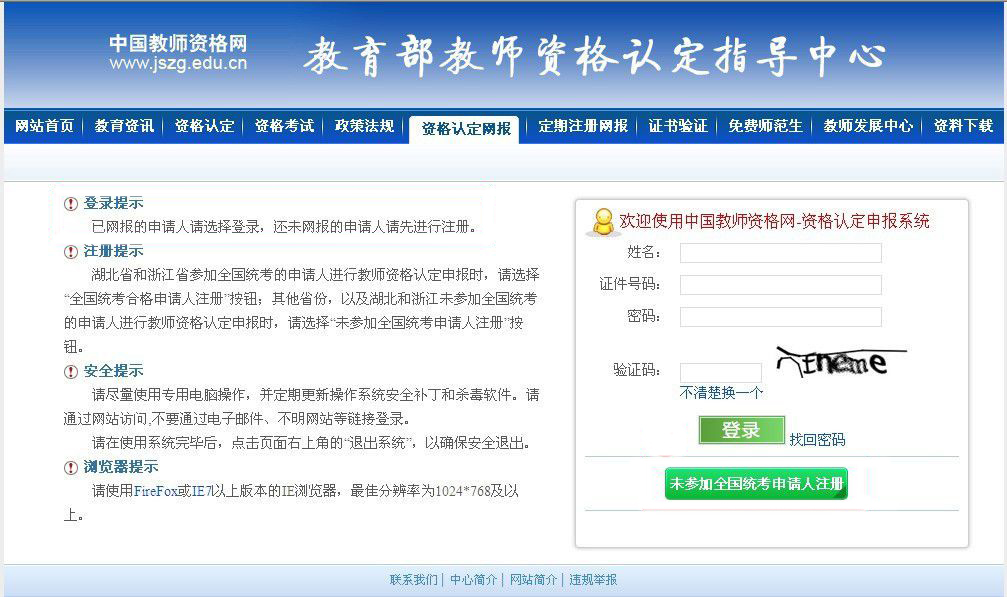 中国教师资格网
www.jszg.edu.cn
教育部教师资格认定指导中心
网站首页 教育资讯 资格认定 资格考试 政策法规 资格认定网报 定期注册网报 证书验证 免费师范生 教师发展中心 资料下载
登录提示
已网报的申请人请选择登录，还未网报的申请人请先进行注册。
注册提示
湖北省和浙江省参加全国统考的申请人进行教师资格认定申报时，请选择
“全国统考合格申请人注册”按钮；其他省份，以及湖北和浙江未参加全国统考
的申请人进行教师资格认定申报时，请选择“未参加全国统考申请人注册”按
钮。
安全提示
请尽量使用专用电脑操作，并定期更新操作系统安全补丁和杀毒软件。请
通过网站访问,不要通过电子邮件、不明网站等链接登录。
请在使用系统完毕后，点击页面右上角的“退出系统”，以确保安全退出。
浏览器提示
请使用FireFox或IE7以上版本的IE浏览器，最佳分辨率为1024*768及以
上。
欢迎使用中国教师资格网-资格认定申报系统
姓名：
证件号码：
密码：
验证码：
不清楚换一个
登录 找回密码
未参加全国统考申请人注册
联系我们| 中心简介| 网站简介| 违规举报